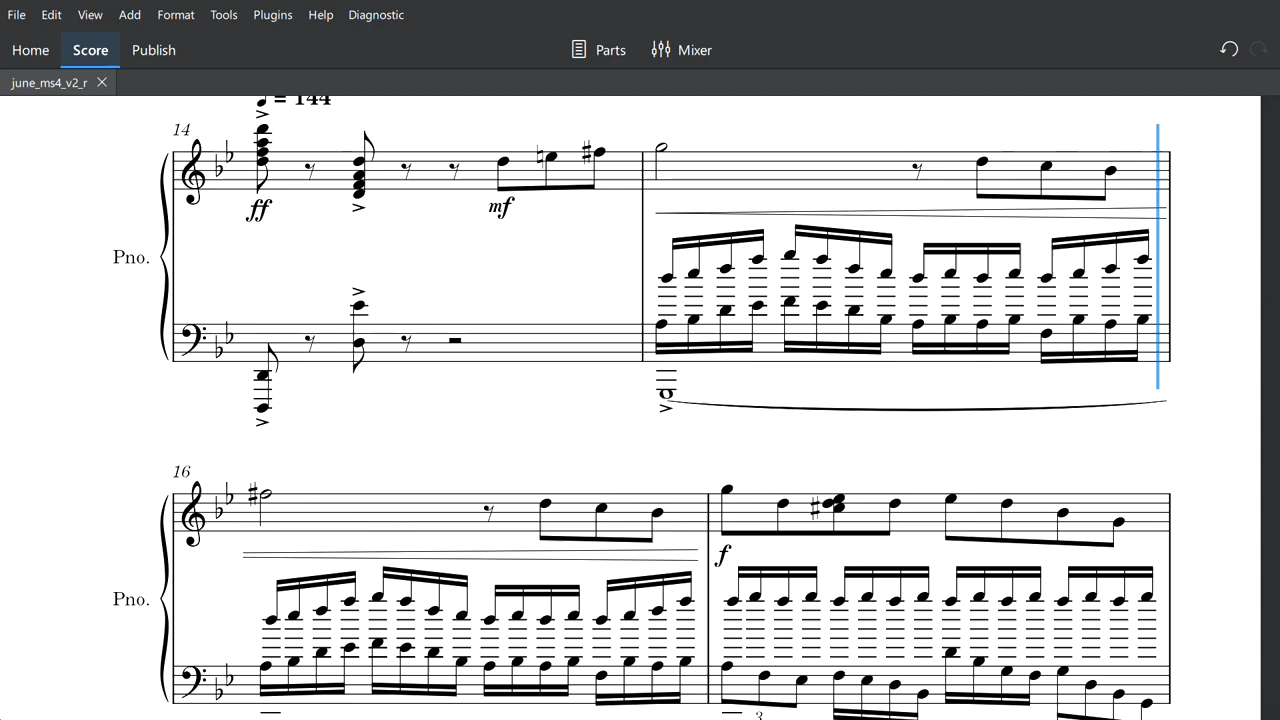 File Edit View Add Format Tools Plugins Help Diagnostic
Home Score Publish Parts Mixer
june_ms4_v2_r
= 144
14
ff
mf
Pno.
16
f
Pno.
3